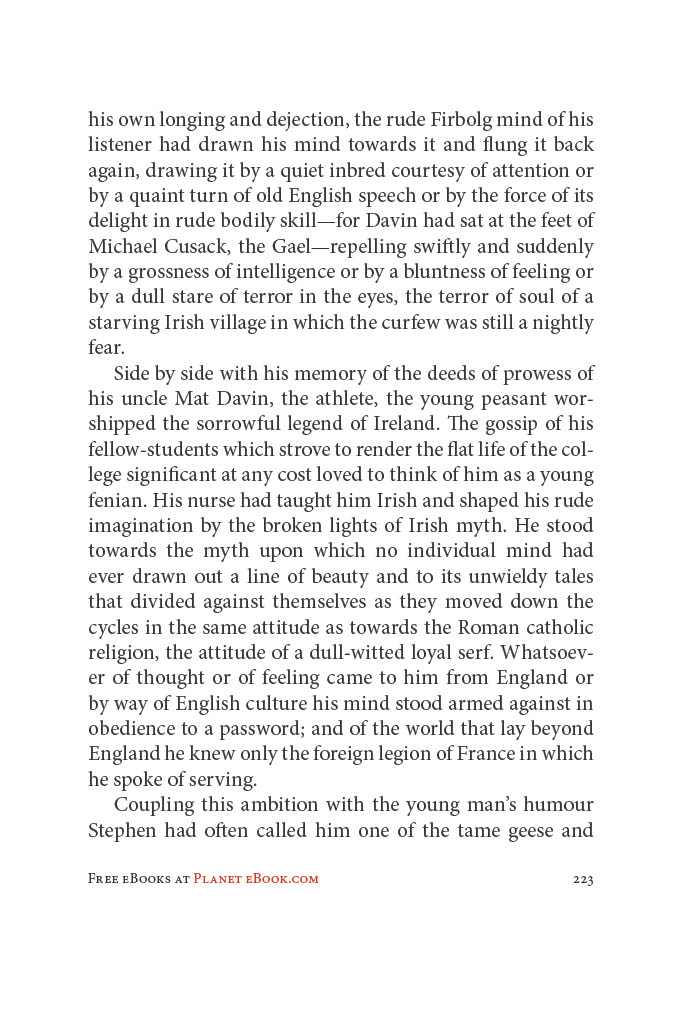 his own longing and dejection, the rude Firbolg mind of his
listener had drawn his mind towards it and flung it back
again, drawing it by a quiet inbred courtesy of attention or
by a quaint turn of old English speech or by the force of its
delight in rude bodily skill—for Davin had sat at the feet of
Michael Cusack, the Gael—repelling swiftly and suddenly
by a grossness of intelligence or by a bluntness of feeling or
by a dull stare of terror in the eyes, the terror of soul of a
starving Irish village in which the curfew was still a nightly
fear.
Side by side with his memory of the deeds of prowess of
his uncle Mat Davin, the athlete, the young peasant wor-
shipped the sorrowful legend of Ireland. The gossip of his
fellow-students which strove to render the flat life of the col-
lege significant at any cost loved to think of him as a young
fenian. His nurse had taught him Irish and shaped his rude
imagination by the broken lights of Irish myth. He stood
towards the myth upon which no individual mind had
ever drawn out a line of beauty and to its unwieldy tales
that divided against themselves as they moved down the
cycles in the same attitude as towards the Roman catholic
religion, the attitude of a dull-witted loyal serf. Whatsoev-
er of thought or of feeling came to him from England or
by way of English culture his mind stood armed against in
obedience to a password; and of the world that lay beyond
England he knew only the foreign legion of France in which
he spoke of serving.
Coupling this ambition with the young man’s humour
Stephen had often called him one of the tame geese and
Free eBooks at Planet eBook.com 223